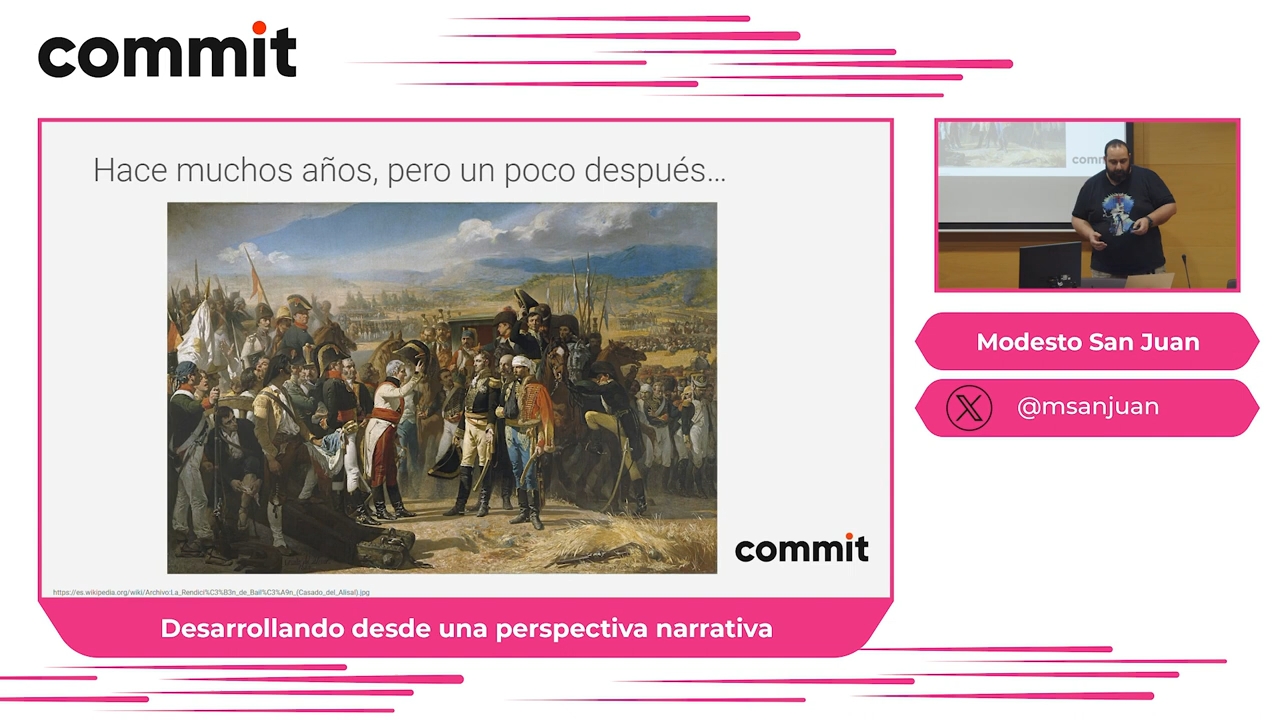 commit
Hace muchos años, pero un poco después...
commit
https://es.wikipedia.org/wiki/Archivo:La_Rendici%C3%B3n_de_Bail%C3%A9n_(Casado_del_Alisal).jpg
Desarrollando desde una perspectiva narrativa
Modesto San Juan
@msanjuan